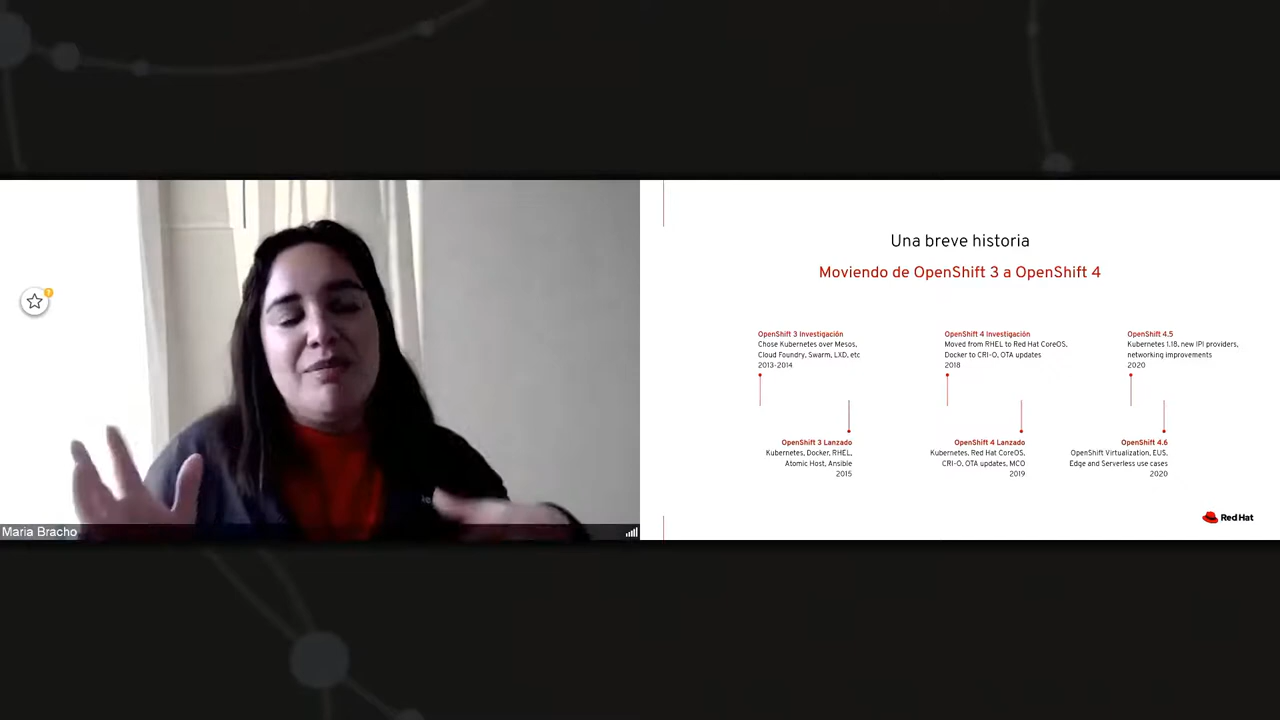 Maria Bracho
Una breve historia
Moviendo de OpenShift 3 a OpenShift 4
OpenShift 3 Investigación
Chose Kubernetes over Mesos,
Cloud Foundry, Swarm, LXD, etc
2013-2014
OpenShift 4 Investigación
Moved from RHEL to Red Hat CoreOS,
Docker to CRI-O, OTA updates
2018
OpenShift 4.5
Kubernetes 1.18, new IPI providers,
networking improvements
2020
OpenShift 3 Lanzado
Kubernetes, Docker, RHEL,
Atomic Host, Ansible
2015
OpenShift 4 Lanzado
Kubernetes, Red Hat CoreOS,
CRI-O, OTA updates, MCO
2019
OpenShift 4.6
OpenShift Virtualization, EUS,
Edge and Serverless use cases
2020
Red Hat